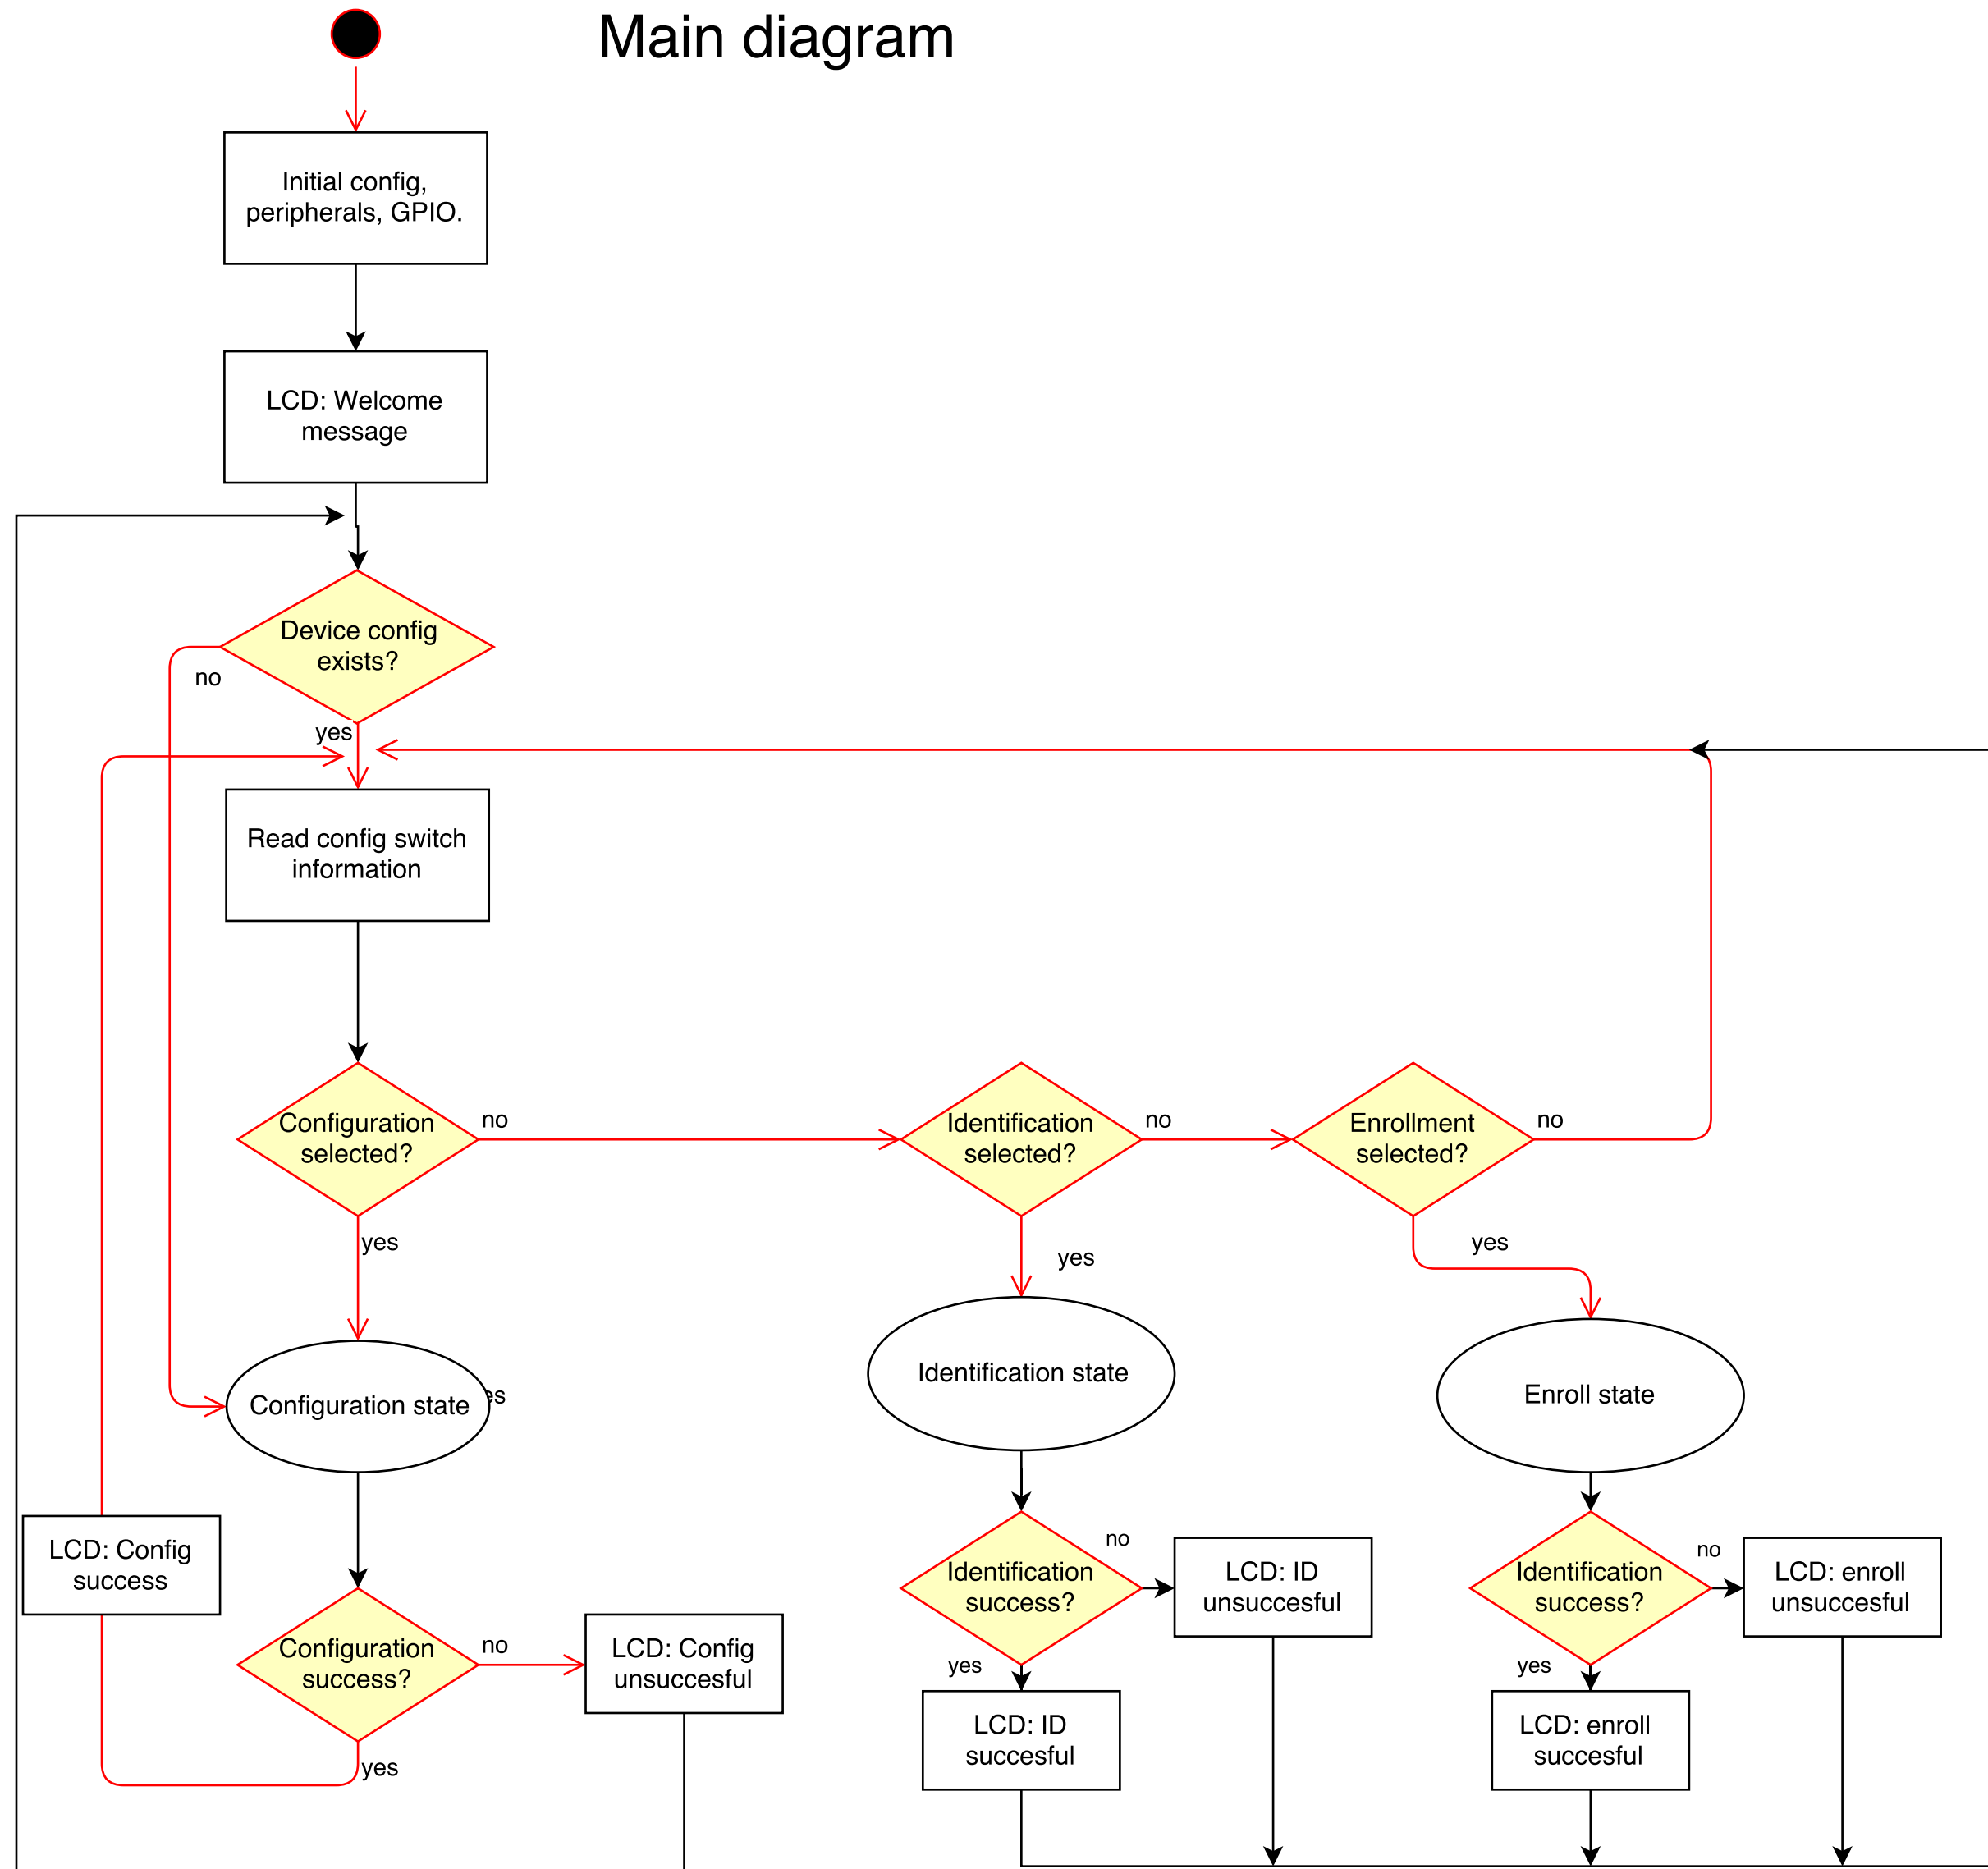 Main diagram
Initial config,
peripherals, GPIO.
LCD: Welcome
message
Device config
exists?
no
yes
Read config switch
information
Configuration
selected?
no
Identification
selected?
no
Enrollment
selected?
no
yes
yes
yes
Configuration state
es
Identification state
Enroll state
LCD: Config
success
Configuration
success?
no
LCD: Config
unsuccesful
yes
Identification
success?
no
LCD: ID
unsuccesful
yes
LCD: ID
succesful
Identification
success?
no
LCD: enroll
unsuccesful
yes
LCD: enroll
succesful